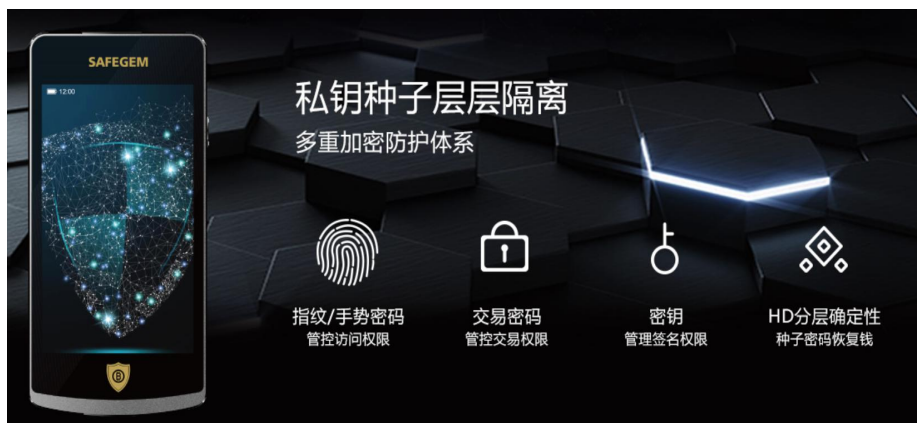 SAFEGEM
12:00
私钥种子层层隔离
多重加密防护体系
指纹/手势密码
管控访问权限
交易密码
管控交易权限
密钥
管理签名权限
HD分层确定性
种子密码恢复钱
B